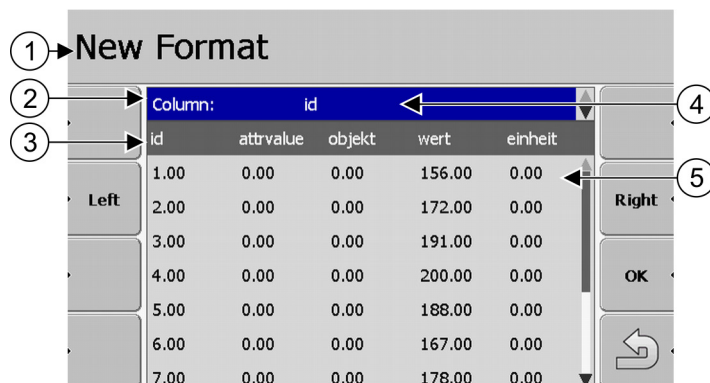 1 New Format
2 Column: id 4
3 id attrvalue objekt wert einheit
1.00 0.00 0.00 156.00 0.00 5
Left 2.00 0.00 0.00 172.00 0.00 Right
3.00 0.00 0.00 191.00 0.00
4.00 0.00 0.00 200.00 0.00 OK
5.00 0.00 0.00 188.00 0.00
6.00 0.00 0.00 167.00 0.00
7.00 0.00 0.00 178.00 0.00